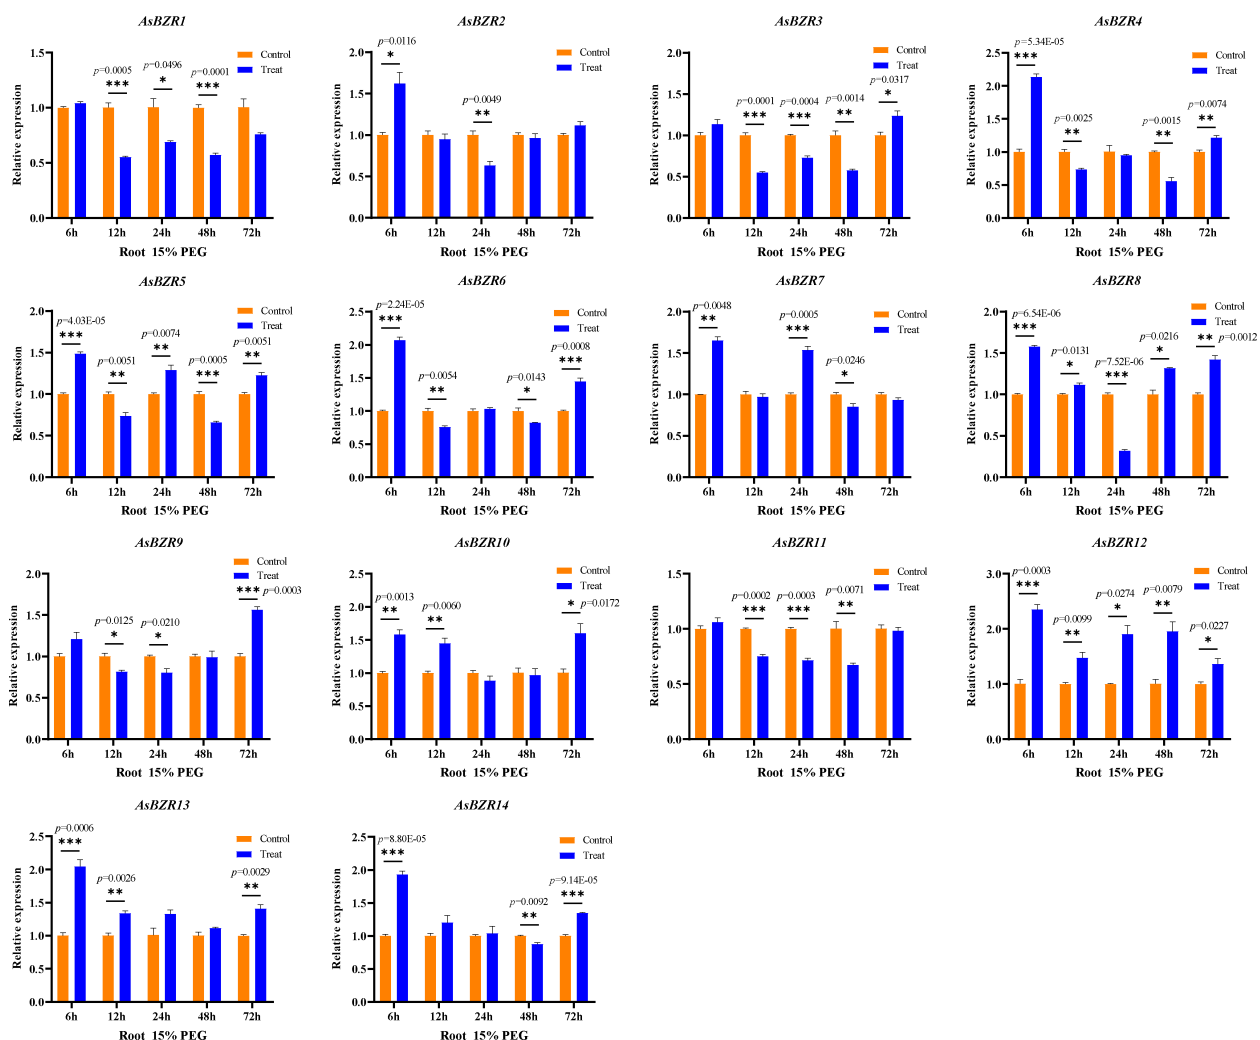 AsBZR1
Relative expression
1.5
1.0
0.5
0.0
p=0.0005
***
p=0.0496
*
p=0.0001
***
Control
Treat
6h 12h 24h 48h 72h
Root 15% PEG
AsBZR2
Relative expression
2.0
1.5
1.0
0.5
0.0
p=0.0116
*
p=0.0049
**
Control
Treat
6h 12h 24h 48h 72h
Root 15% PEG
AsBZR3
Relative expression
2.0
1.5
1.0
0.5
0.0
p=0.0001
***
p=0.0004
***
p=0.0014
**
p=0.0317
*
Control
Treat
6h 12h 24h 48h 72h
Root 15% PEG
AsBZR4
Relative expression
2.5
2.0
1.5
1.0
0.5
0.0
p=5.34E-05
***
p=0.0025
**
p=0.0015
**
p=0.0074
**
Control
Treat
6h 12h 24h 48h 72h
Root 15% PEG
AsBZR5
Relative expression
2.0
1.5
1.0
0.5
0.0
p=4.03E-05
***
p=0.0051
**
p=0.0074
**
p=0.0005
***
p=0.0051
**
Control
Treat
6h 12h 24h 48h 72h
Root 15% PEG
AsBZR6
Relative expression
2.5
2.0
1.5
1.0
0.5
0.0
p=2.24E-05
***
p=0.0054
**
p=0.0143
*
p=0.0008
***
Control
Treat
6h 12h 24h 48h 72h
Root 15% PEG
AsBZR7
Relative expression
2.0
1.5
1.0
0.5
0.0
p=0.0048
**
p=0.0005
***
p=0.0246
*
Control
Treat
6h 12h 24h 48h 72h
Root 15% PEG
AsBZR8
Relative expression
2.0
1.5
1.0
0.5
0.0
p=6.54E-06
***
p=0.0131
*
p=7.52E-06
***
p=0.0216
*
** p=0.0012
Control
Treat
6h 12h 24h 48h 72h
Root 15% PEG
AsBZR9
Relative expression
2.0
1.5
1.0
0.5
0.0
p=0.0125
*
p=0.0210
*
*** p=0.0003
Control
Treat
6h 12h 24h 48h 72h
Root 15% PEG
AsBZR10
Relative expression
2.5
2.0
1.5
1.0
0.5
0.0
p=0.0013
**
p=0.0060
**
* p=0.0172
Control
Treat
6h 12h 24h 48h 72h
Root 15% PEG
AsBZR11
Relative expression
1.5
1.0
0.5
0.0
p=0.0002
***
p=0.0003
***
p=0.0071
**
Control
Treat
6h 12h 24h 48h 72h
Root 15% PEG
AsBZR12
Relative expression
3.0
2.0
1.0
0.0
p=0.0003
***
p=0.0099
**
p=0.0274
*
p=0.0079
**
p=0.0227
*
Control
Treat
6h 12h 24h 48h 72h
Root 15% PEG
AsBZR13
Relative expression
2.5
2.0
1.5
1.0
0.5
0.0
p=0.0006
***
p=0.0026
**
p=0.0029
**
Control
Treat
6h 12h 24h 48h 72h
Root 15% PEG
AsBZR14
Relative expression
2.5
2.0
1.5
1.0
0.5
0.0
p=8.80E-05
***
p=0.0092
**
p=9.14E-05
***
Control
Treat
6h 12h 24h 48h 72h
Root 15% PEG